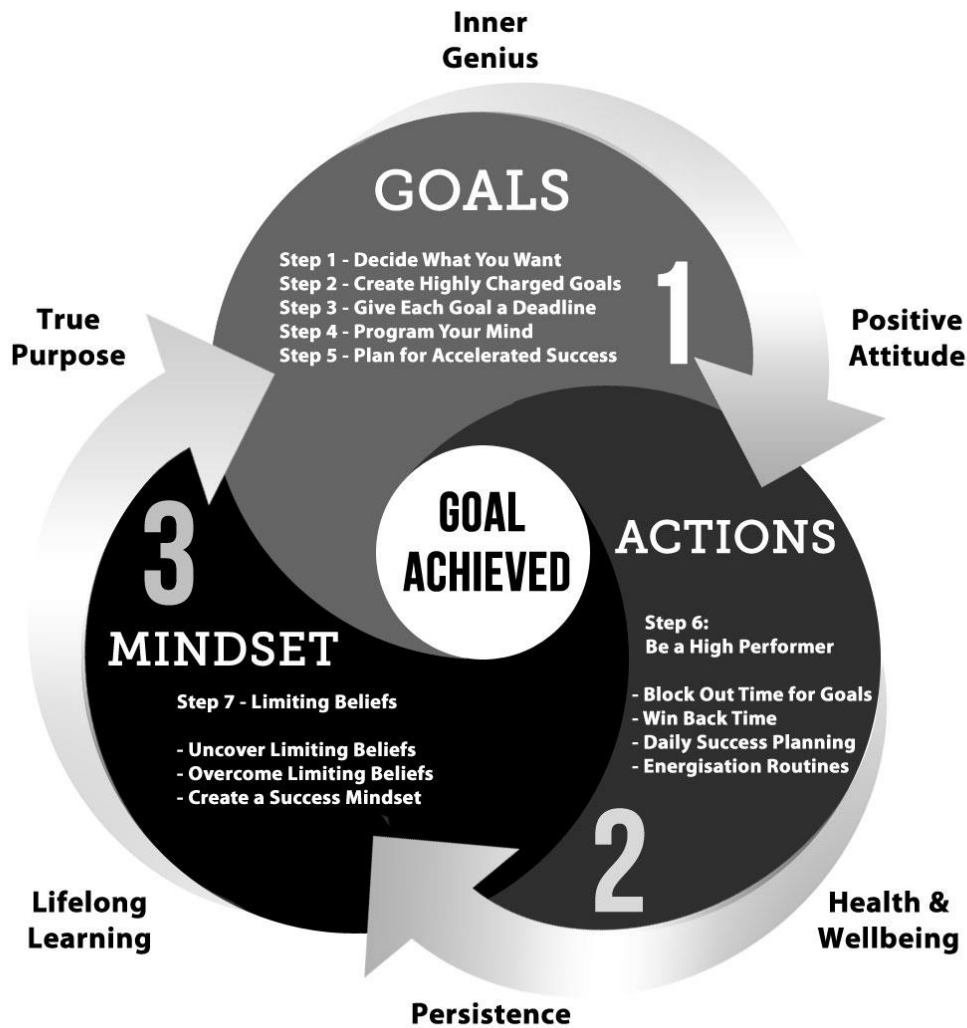 Inner
Genius
GOALS
Step 1 - Decide What You Want
Step 2 - Create Highly Charged Goals
Step 3 - Give Each Goal a Deadline
Step 4 - Program Your Mind
Step 5 - Plan for Accelerated Success
1
Positive
Attitude
True
Purpose
GOAL
ACHIEVED
ACTIONS
Step 6:
Be a High Performer
- Block Out Time for Goals
- Win Back Time
- Daily Success Planning
- Energisation Routines
2
Health &
Wellbeing
3
MINDSET
Step 7 - Limiting Beliefs
- Uncover Limiting Beliefs
- Overcome Limiting Beliefs
- Create a Success Mindset
Lifelong
Learning
Persistence